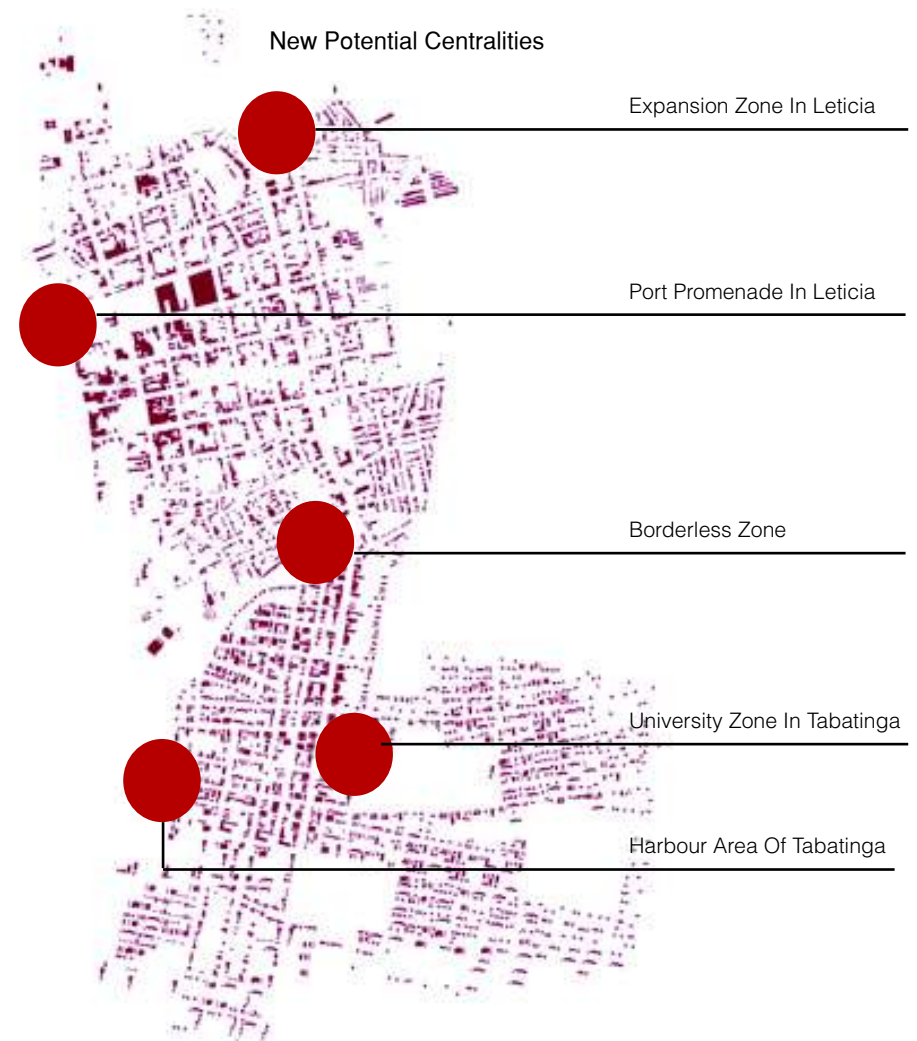 New Potential Centralities
Expansion Zone In Leticia
Port Promenade In Leticia
Borderless Zone
University Zone In Tabatinga
Harbour Area Of Tabatinga